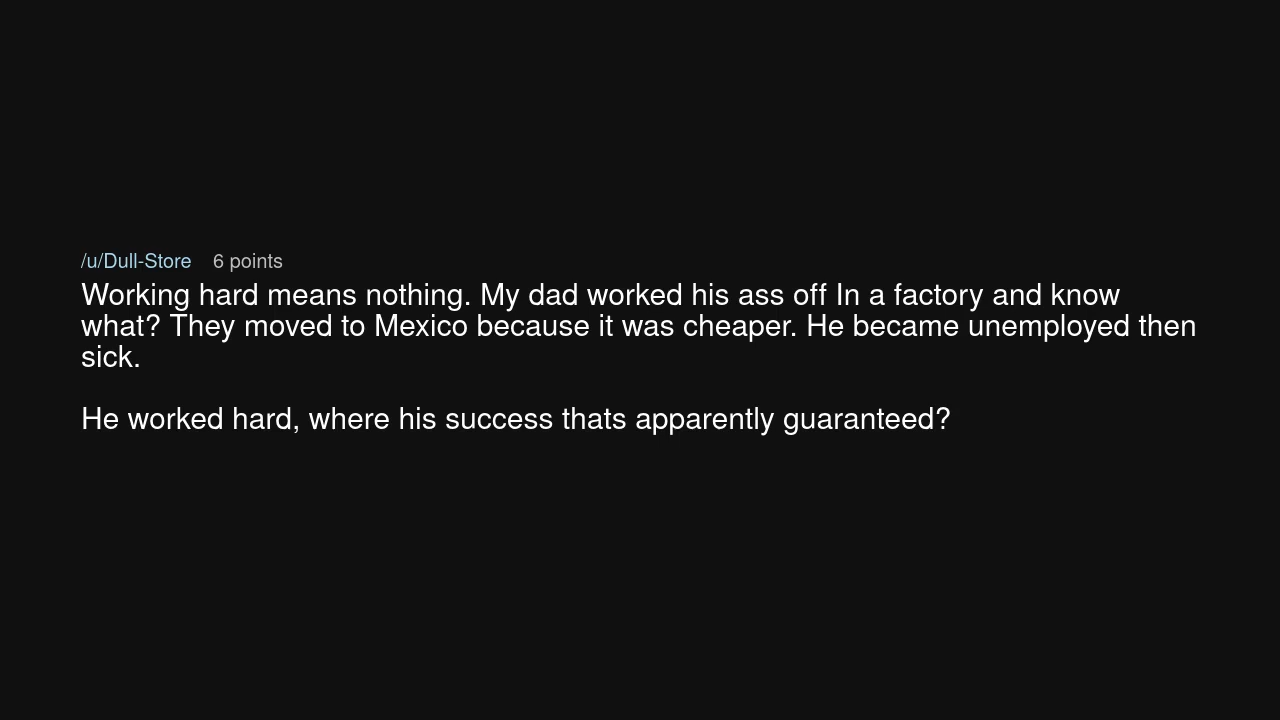 /u/Dull-Store 6 points
Working hard means nothing. My dad worked his ass off In a factory and know
what? They moved to Mexico because it was cheaper. He became unemployed then
sick.
He worked hard, where his success thats apparently guaranteed?